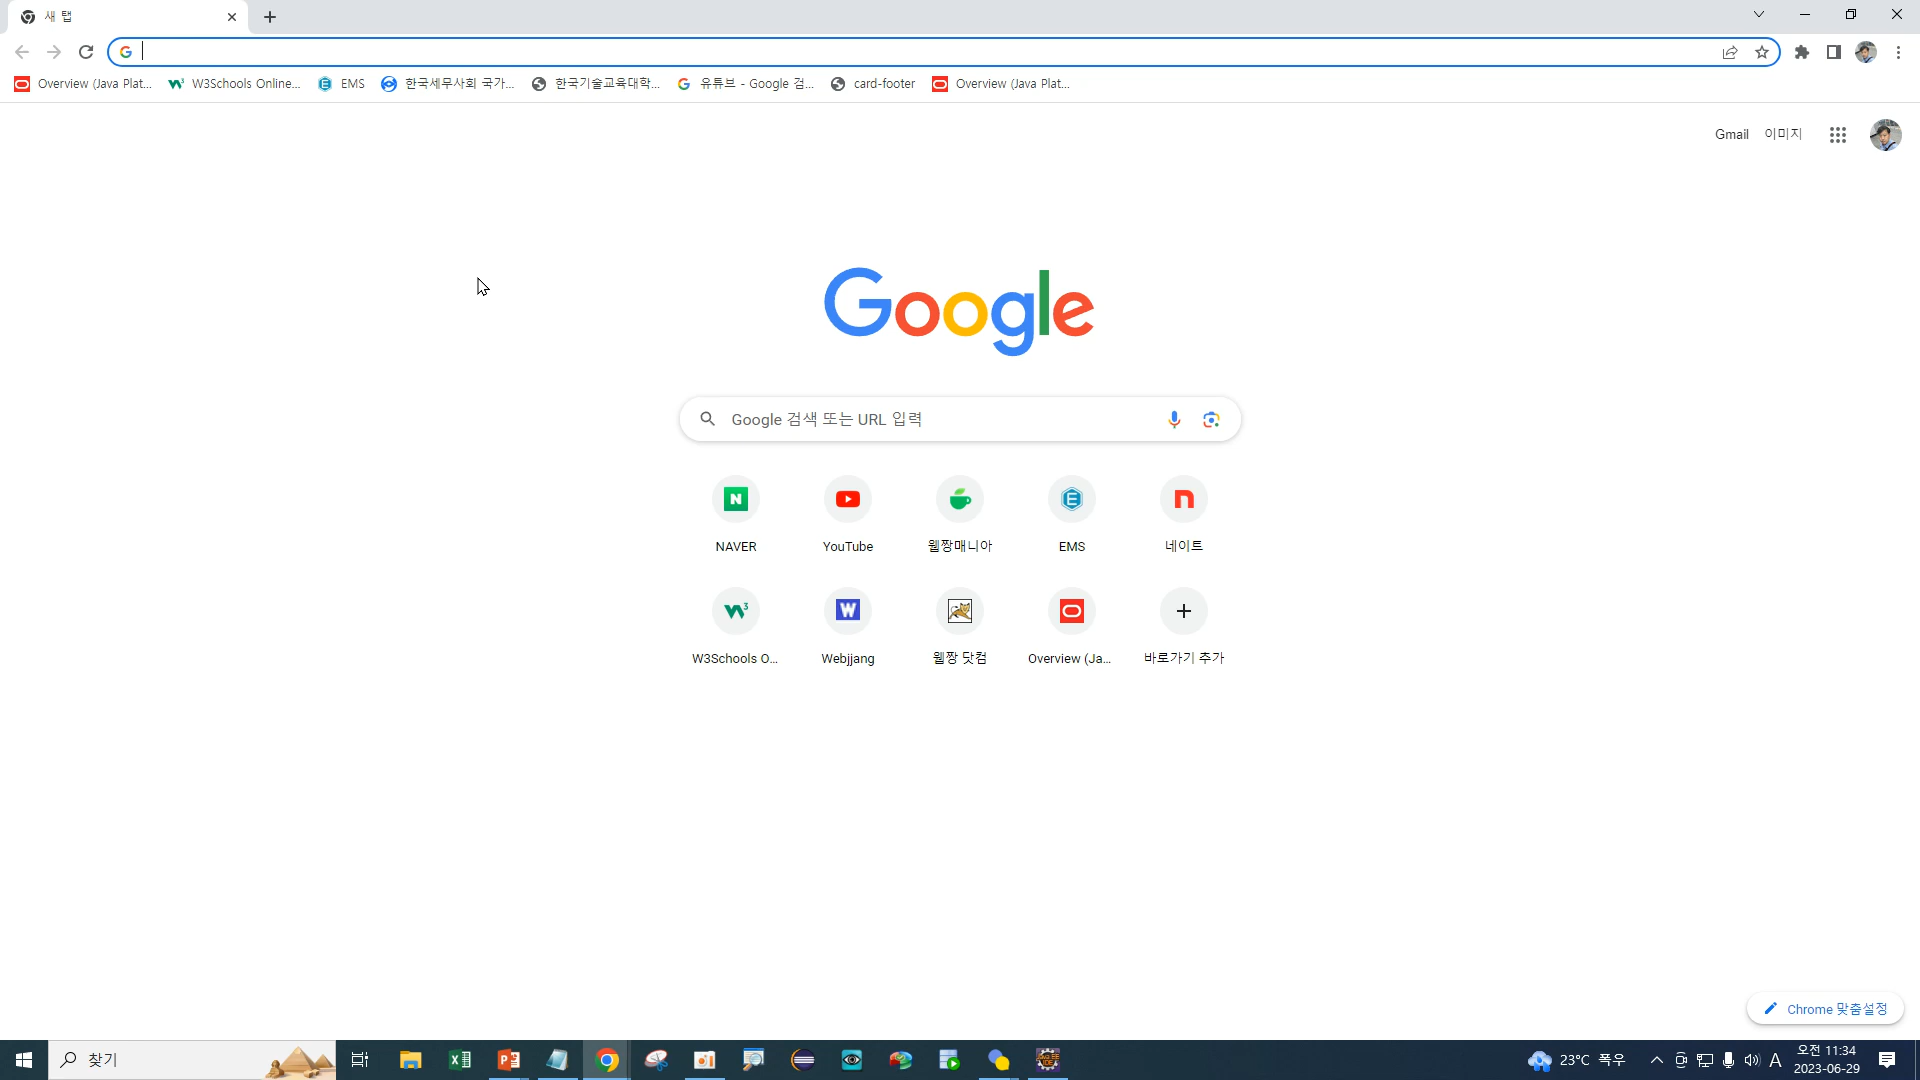 새 탭
Overview (Java Plat...
W3Schools Online...
EMS
한국세무사회 국가...
한국기술교육대학...
유튜브 - Google 검...
card-footer
Overview (Java Plat...
Gmail
이미지
Google
Google 검색 또는 URL 입력
NAVER
YouTube
웹짱매니아
EMS
네이트
W3Schools O...
Webjjang
웹짱 닷컴
Overview (Ja...
바로가기 추가
Chrome 맞춤설정
찾기
23°C 폭우
A
오전 11:34
2023-06-29